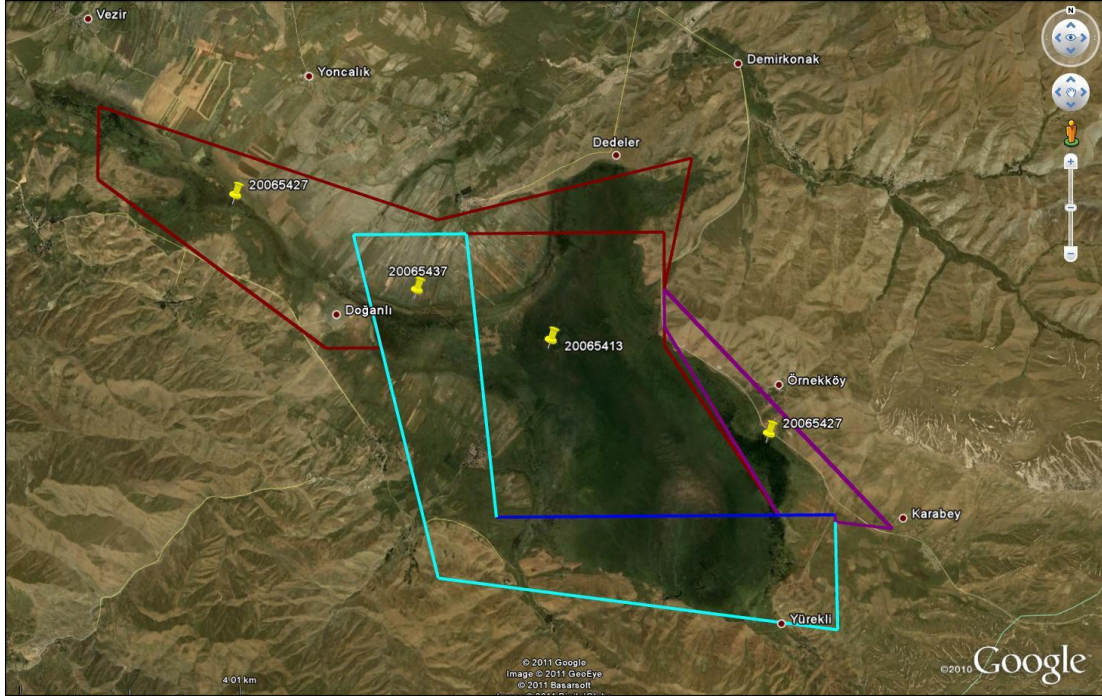 N
Vezir
Yoncalık
Demirkonak
Dedeler
20065427
20065437
Doğanlı
20065413
Örnekköy
20065427
Karabey
Yürekli
4.01 km
© 2011 Google
Image © 2011 GeoEye
© 2011 Basarsoft
©2010 Google